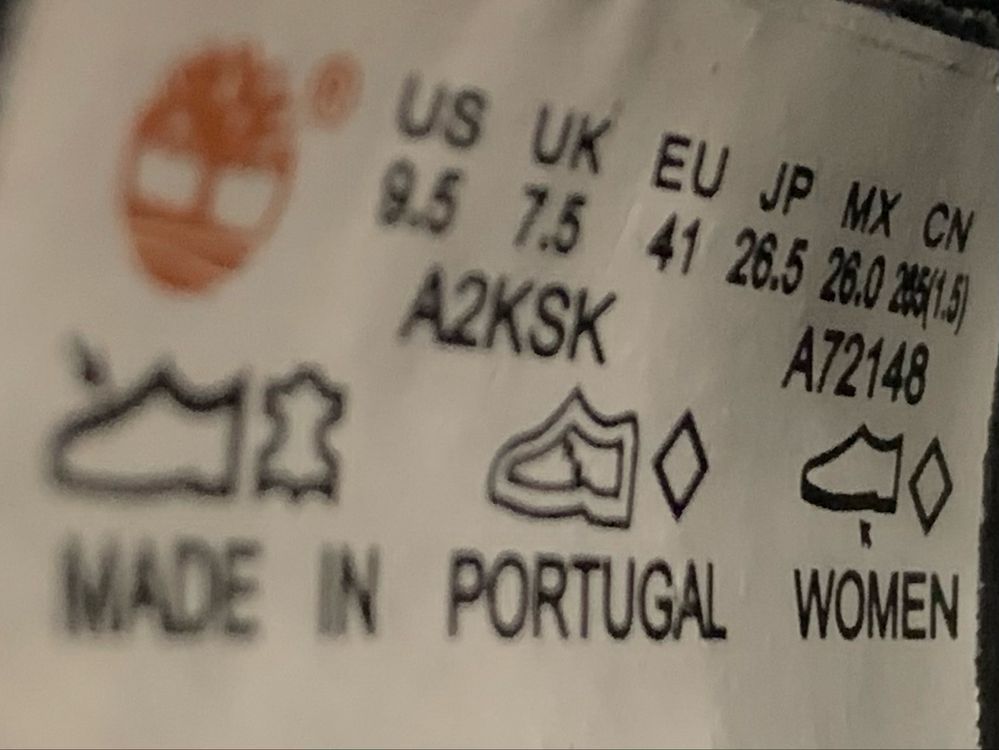 ®
US UK EU JP MX CN
9.5 7.5 41 26.5 26.0 265(1.5)
A2KSK A72148
MADE IN PORTUGAL WOMEN